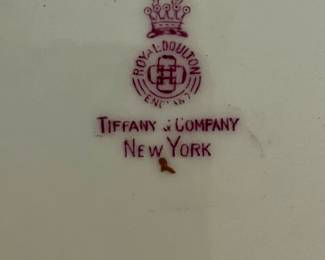 ROYAL DOULTON
ENGLAND
TIFFANY & COMPANY
NEW YORK